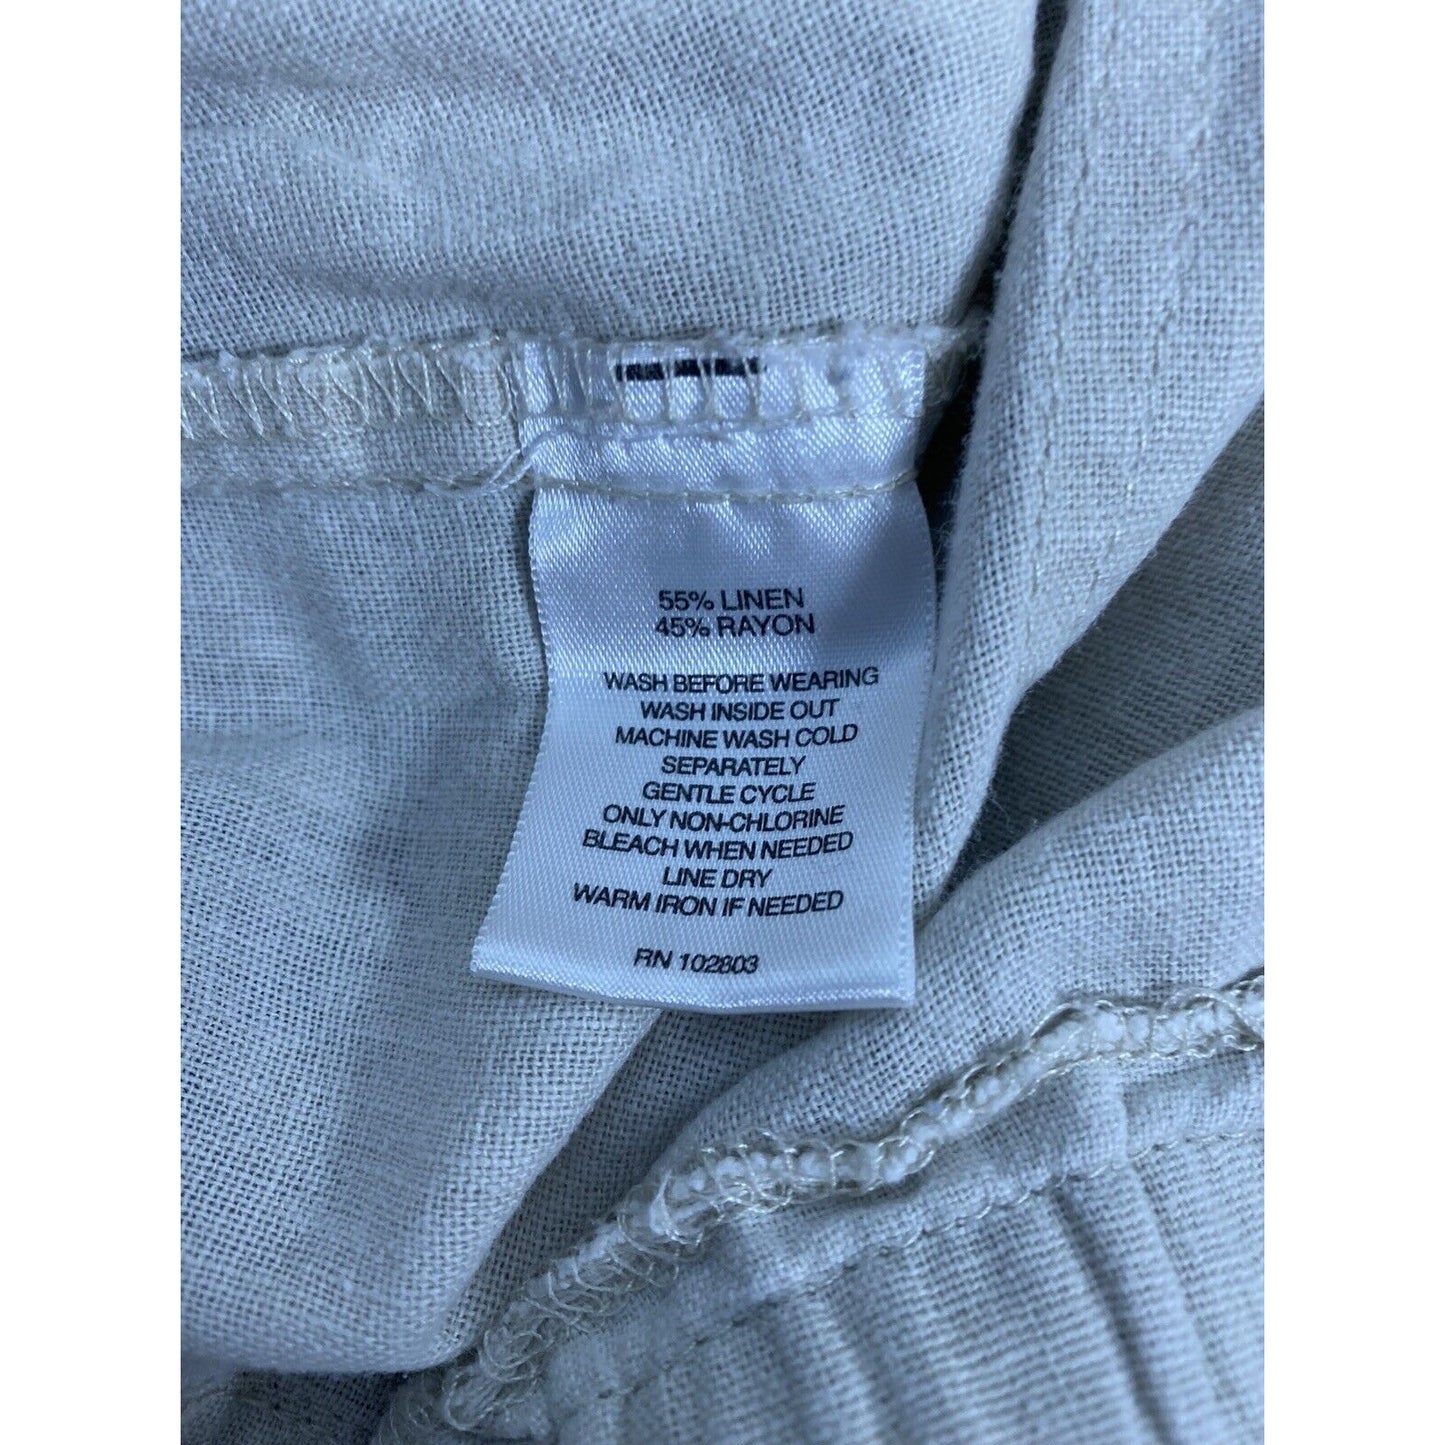 55% LINEN
45% RAYON
WASH BEFORE WEARING
WASH INSIDE OUT
MACHINE WASH COLD
SEPARATELY
GENTLE CYCLE
ONLY NON-CHLORINE
BLEACH WHEN NEEDED
LINE DRY
WARM IRON IF NEEDED
RN 102803